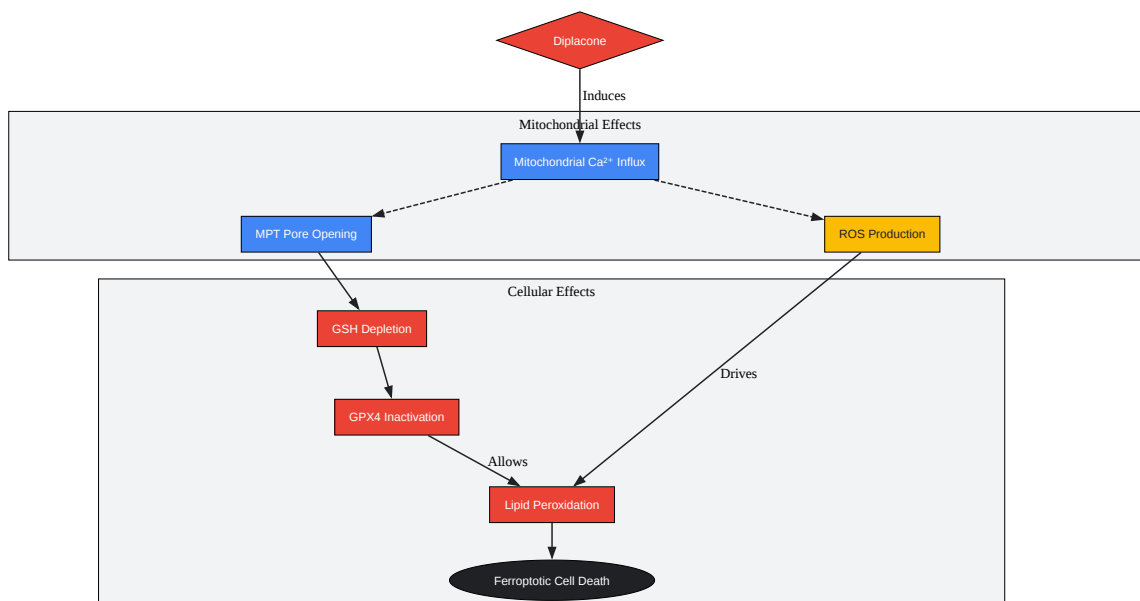 Diplacone
Induces
Mitochondrial Effects
Mitochondrial Ca²⁺ Influx
MPT Pore Opening
ROS Production
Cellular Effects
GSH Depletion
Drives
GPX4 Inactivation
Allows
Lipid Peroxidation
Ferroptotic Cell Death